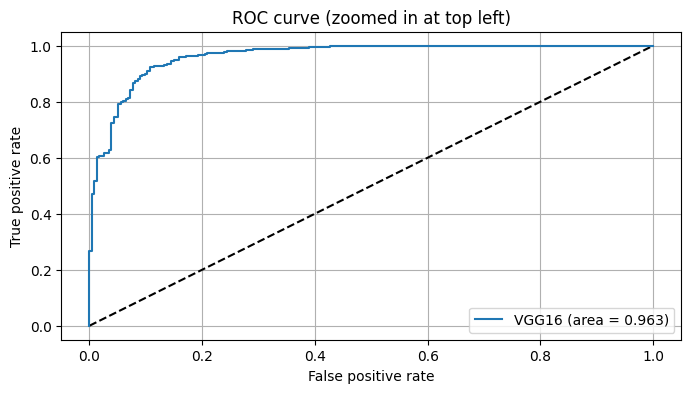 ROC curve (zoomed in at top left)
1.0
0.8
0.6
0.4
0.2
0.0
True positive rate
VGG16 (area = 0.963)
0.0 0.2 0.4 0.6 0.8 1.0
False positive rate